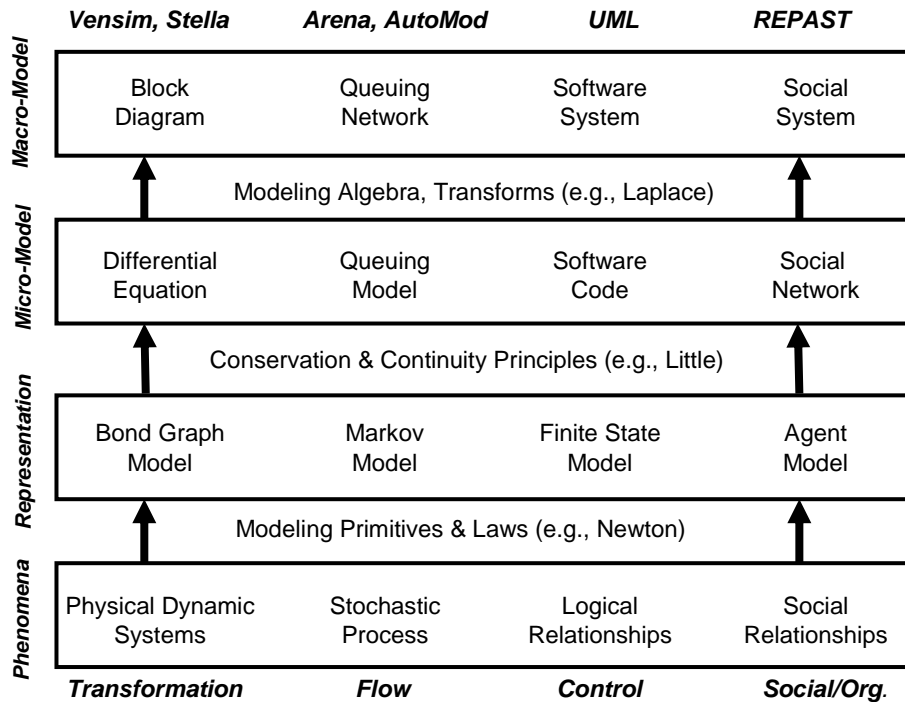 Vensim, Stella
Arena, AutoMod
UML
REPAST
Macro-Model
Block
Diagram
Queuing
Network
Software
System
Social
System
Modeling Algebra, Transforms (e.g., Laplace)
Micro-Model
Differential
Equation
Queuing
Model
Software
Code
Social
Network
Conservation & Continuity Principles (e.g., Little)
Representation
Bond Graph
Model
Markov
Model
Finite State
Model
Agent
Model
Modeling Primitives & Laws (e.g., Newton)
Phenomena
Physical Dynamic
Systems
Stochastic
Process
Logical
Relationships
Social
Relationships
Transformation
Flow
Control
Social/Org.